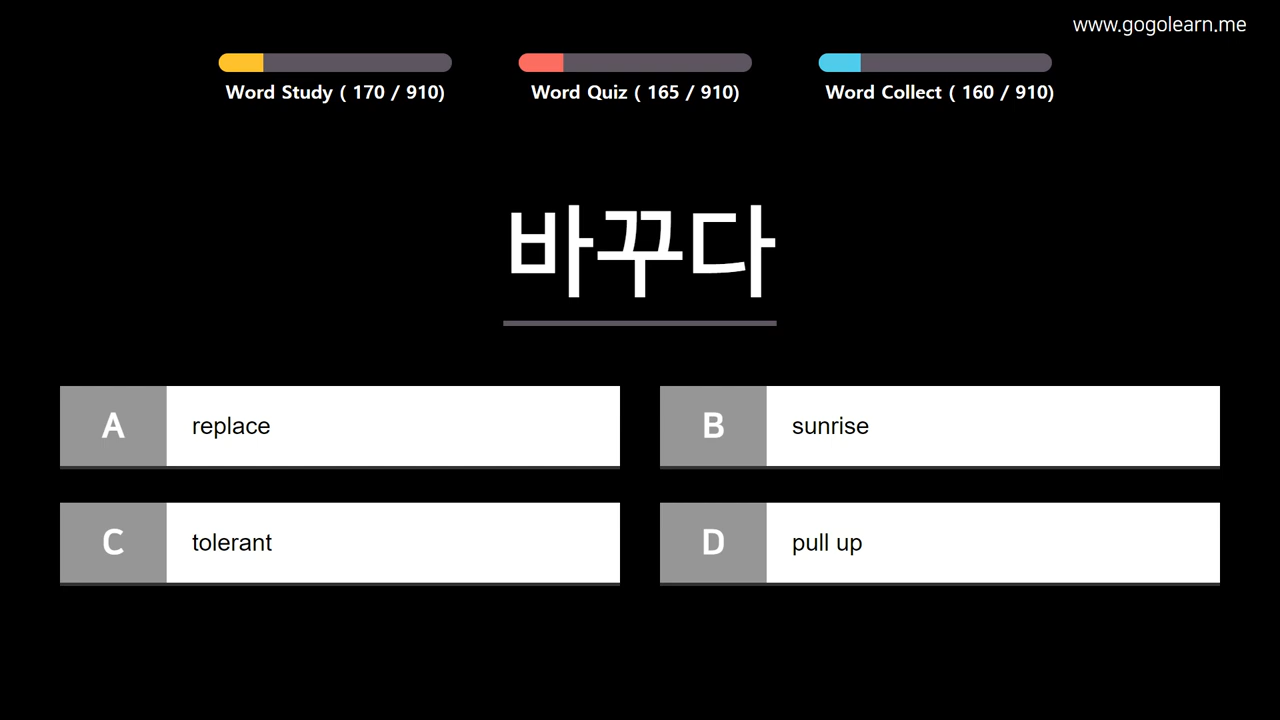 www.gogolearn.me
Word Study ( 170 / 910)
Word Quiz ( 165 / 910)
Word Collect ( 160 / 910)
바꾸다
A replace
B sunrise
C tolerant
D pull up